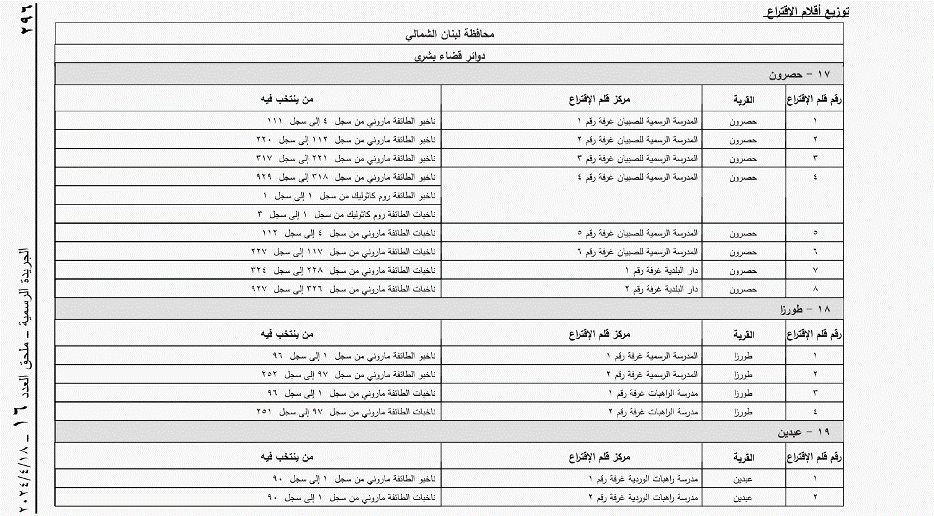 توزيع أقلام الإقتراع
محافظة لبنان الشمالي
دوائر قضاء بشري
١٧ - حصرون
رقم قلم الإقتراع القرية مركز قلم الإقتراع من ينتخب فيه
١ حصرون المدرسة الرسمية للصبيان غرفة رقم ١ ناخبو الطائفة ماروني من سجل ٤ إلى سجل ١١١
٢ حصرون المدرسة الرسمية للصبيان غرفة رقم ٢ ناخبو الطائفة ماروني من سجل ١١٢ إلى سجل ٢٢٠
٣ حصرون المدرسة الرسمية للصبيان غرفة رقم ٣ ناخبو الطائفة ماروني من سجل ٢٢١ إلى سجل ٣١٧
٤ حصرون المدرسة الرسمية للصبيان غرفة رقم ٤ ناخبو الطائفة ماروني من سجل ٣١٨ إلى سجل ٩٢٩
ناخبو الطائفة روم كاثوليك من سجل ١ إلى سجل ١
ناخبات الطائفة روم كاثوليك من سجل ١ إلى سجل ٣
٥ حصرون المدرسة الرسمية للصبيان غرفة رقم ٥ ناخبات الطائفة ماروني من سجل ٤ إلى سجل ١١٢
٦ حصرون المدرسة الرسمية للصبيان غرفة رقم ٦ ناخبات الطائفة ماروني من سجل ١١٧ إلى سجل ٢٢٧
٧ حصرون دار البلدية غرفة رقم ١ ناخبات الطائفة ماروني من سجل ٢٢٨ إلى سجل ٣٢٤
٨ حصرون دار البلدية غرفة رقم ٢ ناخبات الطائفة ماروني من سجل ٣٢٦ إلى سجل ٩٢٧
١٨ - طورزا
رقم قلم الإقتراع القرية مركز قلم الإقتراع من ينتخب فيه
١ طورزا المدرسة الرسمية غرفة رقم ١ ناخبو الطائفة ماروني من سجل ١ إلى سجل ٩٦
٢ طورزا المدرسة الرسمية غرفة رقم ٢ ناخبو الطائفة ماروني من سجل ٩٧ إلى سجل ٢٥٢
٣ طورزا مدرسة الراهبات غرفة رقم ١ ناخبات الطائفة ماروني من سجل ١ إلى سجل ٩٦
٤ طورزا مدرسة الراهبات غرفة رقم ٢ ناخبات الطائفة ماروني من سجل ٩٧ إلى سجل ٢٥١
١٩ - عبدين
رقم قلم الإقتراع القرية مركز قلم الإقتراع من ينتخب فيه
١ عبدين مدرسة راهبات الوردية غرفة رقم ١ ناخبو الطائفة ماروني من سجل ١ إلى سجل ٩٠
٢ عبدين مدرسة راهبات الوردية غرفة رقم ٢ ناخبات الطائفة ماروني من سجل ١ إلى سجل ٩٠
٢٩٦
الجريدة الرسمية ـ ملحق العدد ١٦ ـ ٢٠٢٤/٤/١٨